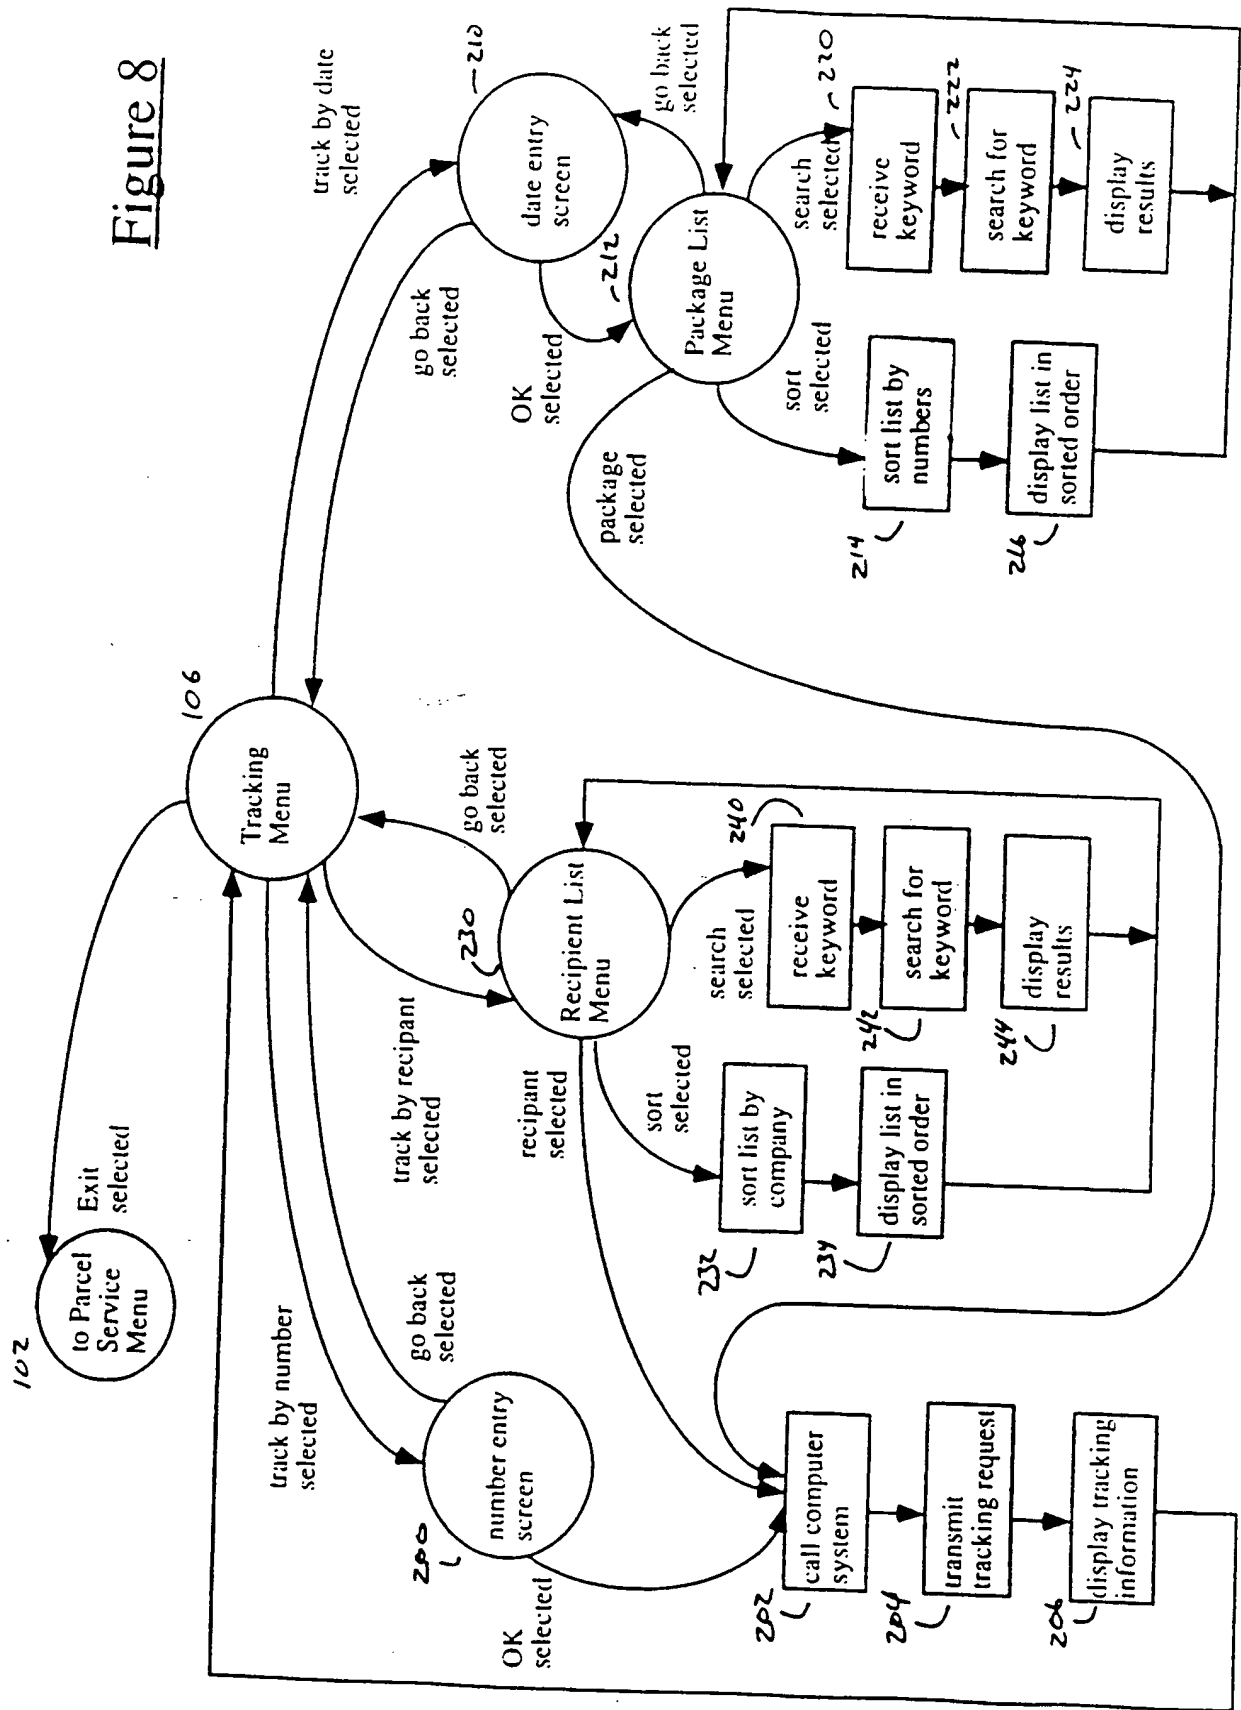 Figure 8
102
to Parcel
Service
Menu
Exit
selected
106
Tracking
Menu
track by date
selected
go back
selected
210
date entry
screen
OK
selected
212
go back
selected
Package List
Menu
package
selected
sort
selected
search
selected
220
receive
keyword
222
search for
keyword
224
display
results
214
sort list by
numbers
216
display list in
sorted order
track by number
selected
go back
selected
200
number entry
screen
OK
selected
track by recipant
selected
go back
selected
230
Recipient List
Menu
recipant
selected
sort
selected
search
selected
240
receive
keyword
242
search for
keyword
244
display
results
232
sort list by
company
234
display list in
sorted order
202
call computer
system
204
transmit
tracking request
206
display tracking
information